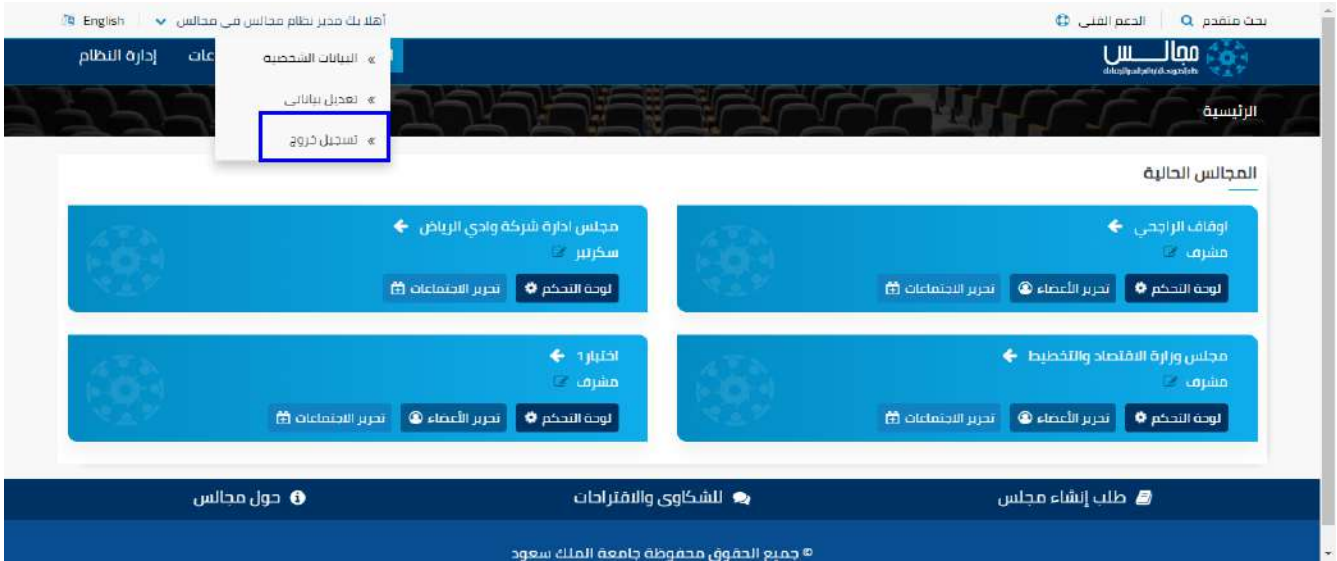 بحث متقدم
الدعم الفني
أهلا بك مدير نظام مجالس في مجالس
English
مجالـــس
عات
إدارة النظام
» البيانات الشخصية
» تعديل بياناتي
» تسجيل خروج
الرئيسية
المجالس الحالية
اوقاف الراجحي
مشرف
لوحة التحكم
تحرير الأعضاء
تحرير الاجتماعات
مجلس ادارة شركة وادي الرياض
سكرتير
لوحة التحكم
تحرير الاجتماعات
مجلس وزارة الاقتصاد والتخطيط
مشرف
لوحة التحكم
تحرير الأعضاء
تحرير الاجتماعات
اختبار1
مشرف
لوحة التحكم
تحرير الأعضاء
تحرير الاجتماعات
طلب إنشاء مجلس
للشكاوى والاقتراحات
حول مجالس
© جميع الحقوق محفوظة جامعة الملك سعود